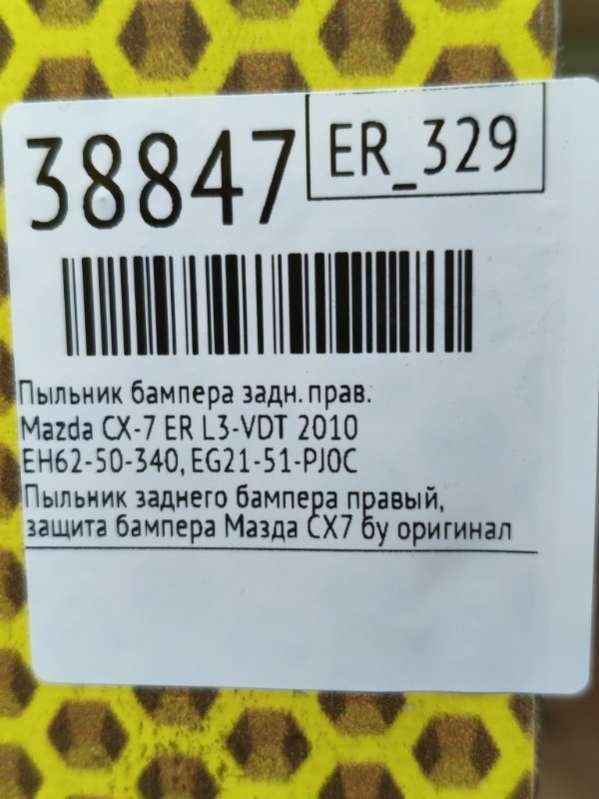 38847
ER_329
Пыльник бампера задн. прав.
Mazda CX-7 ER L3-VDT 2010
EH62-50-340, EG21-51-PJ0C
Пыльник заднего бампера правый,
защита бампера Мазда СХ7 бу оригинал